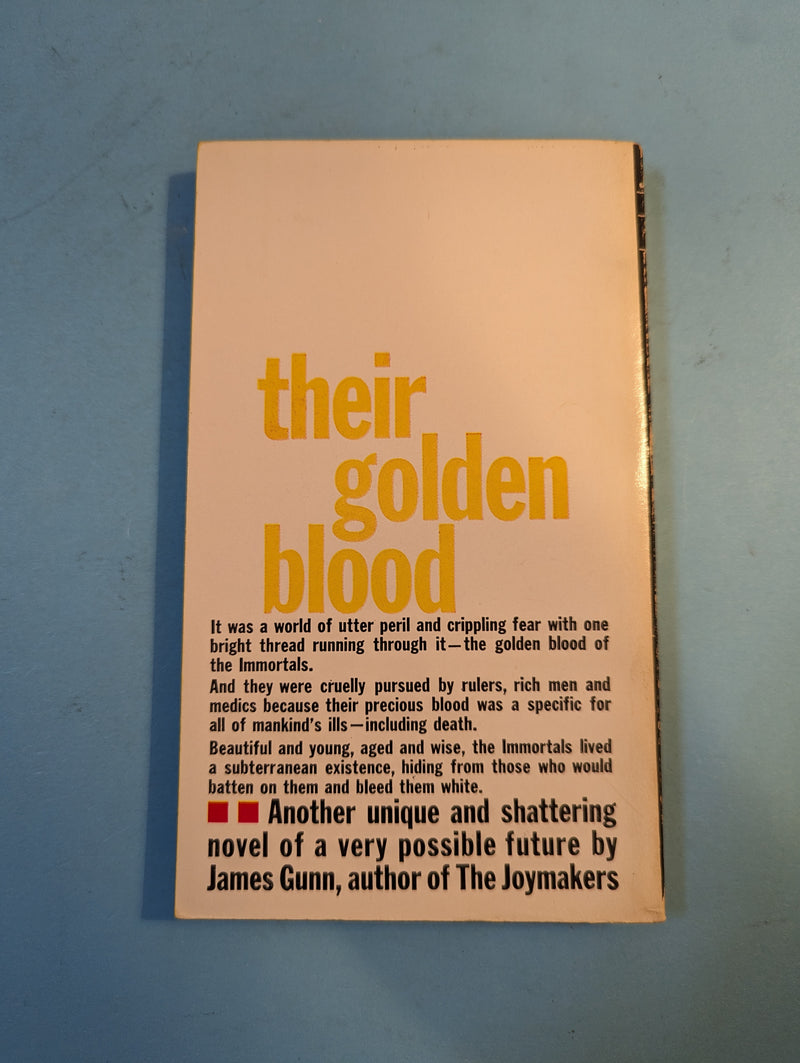 their
golden
blood
It was a world of utter peril and crippling fear with one
bright thread running through it—the golden blood of
the Immortals.
And they were cruelly pursued by rulers, rich men and
medics because their precious blood was a specific for
all of mankind's ills—including death.
Beautiful and young, aged and wise, the Immortals lived
a subterranean existence, hiding from those who would
batten on them and bleed them white.
Another unique and shattering
novel of a very possible future by
James Gunn, author of The Joymakers